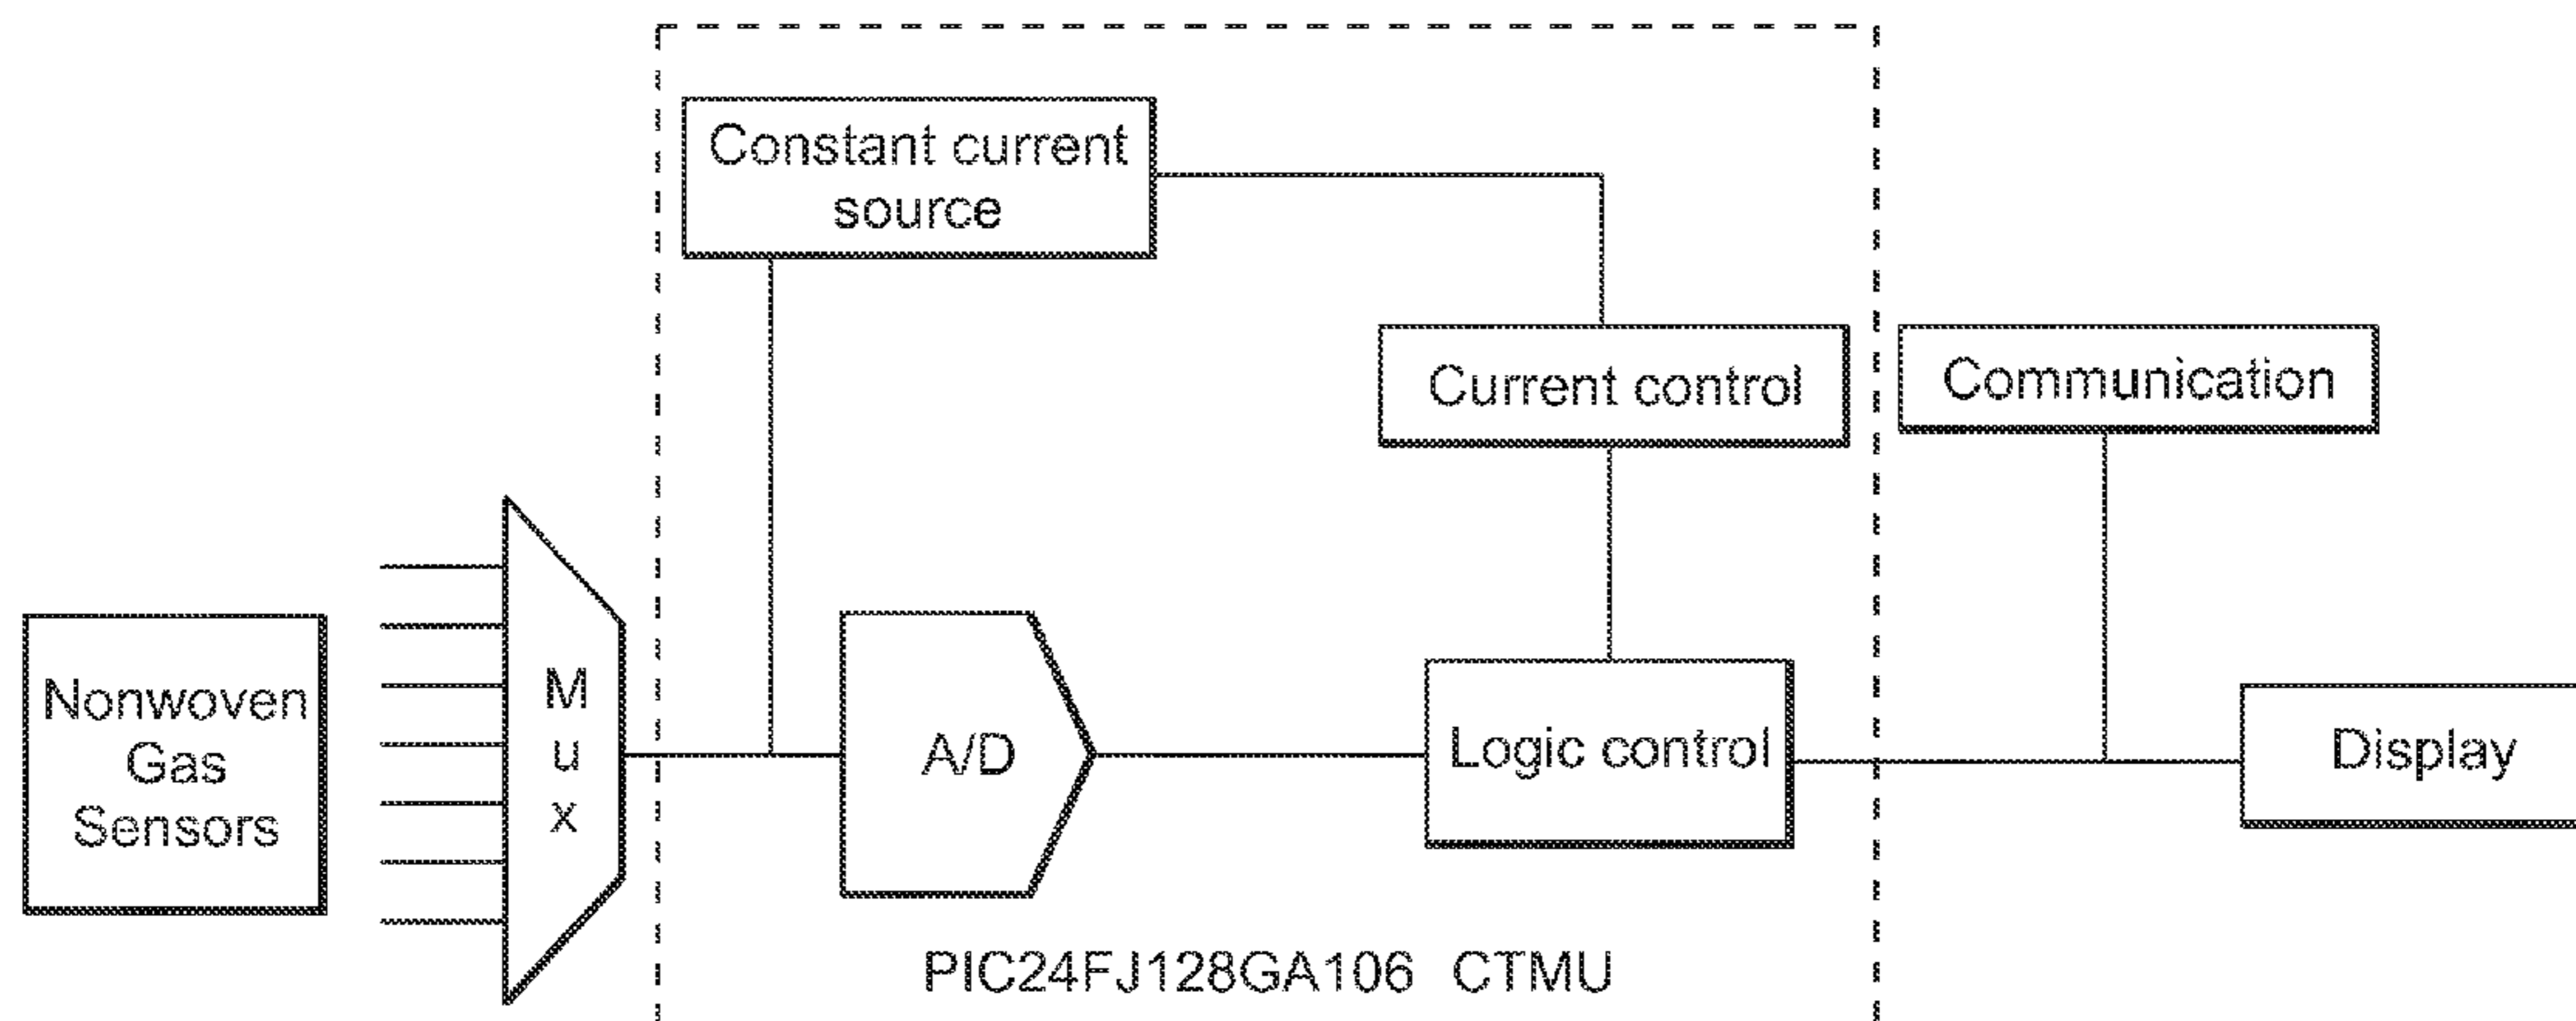 Constant current
source
Current control
Communication
Nonwoven
Gas
Sensors
M
u
x
A/D
Logic control
Display
PIC24FJ128GA106 CTMU